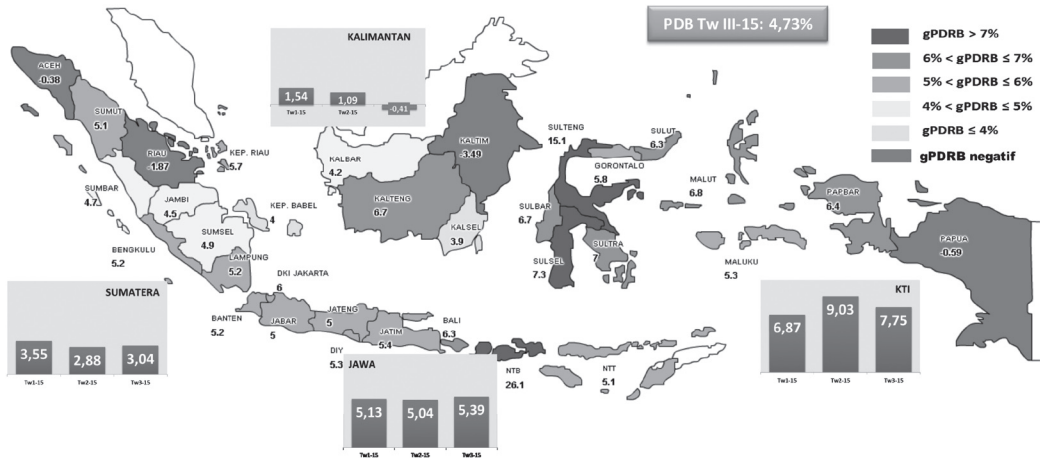 PDB Tw III-15: 4,73%
gPDRB > 7%
6% < gPDRB ≤ 7%
5% < gPDRB ≤ 6%
4% < gPDRB ≤ 5%
gPDRB ≤ 4%
gPDRB negatif
KALIMANTAN
1,54
1,09
-0,41
Tw1-15
Tw2-15
Tw3-15
ACEH
-0.38
SUMUT
5.1
RIAU
-1.87
KEP. RIAU
5.7
SUMBAR
4.7
JAMBI
4.5
KEP. BABEL
4
SUMSEL
4.9
BENGKULU
5.2
LAMPUNG
5.2
KALBAR
4.2
KALTENG
6.7
KALTIM
-3.49
KALSEL
3.9
SULTENG
15.1
SULUT
6.3
GORONTALO
5.8
SULBAR
6.7
SULSEL
7.3
SULTRA
7
MALUT
6.8
MALUKU
5.3
PAPBAR
6.4
PAPUA
-0.59
DKI JAKARTA
6
BANTEN
5.2
JABAR
5
JATENG
5
DIY
5.3
JATIM
5.4
BALI
6.3
NTB
26.1
NTT
5.1
SUMATERA
3,55
2,88
3,04
Tw1-15
Tw2-15
Tw3-15
JAWA
5,13
5,04
5,39
Tw1-15
Tw2-15
Tw3-15
KTI
6,87
9,03
7,75
Tw1-15
Tw2-15
Tw3-15